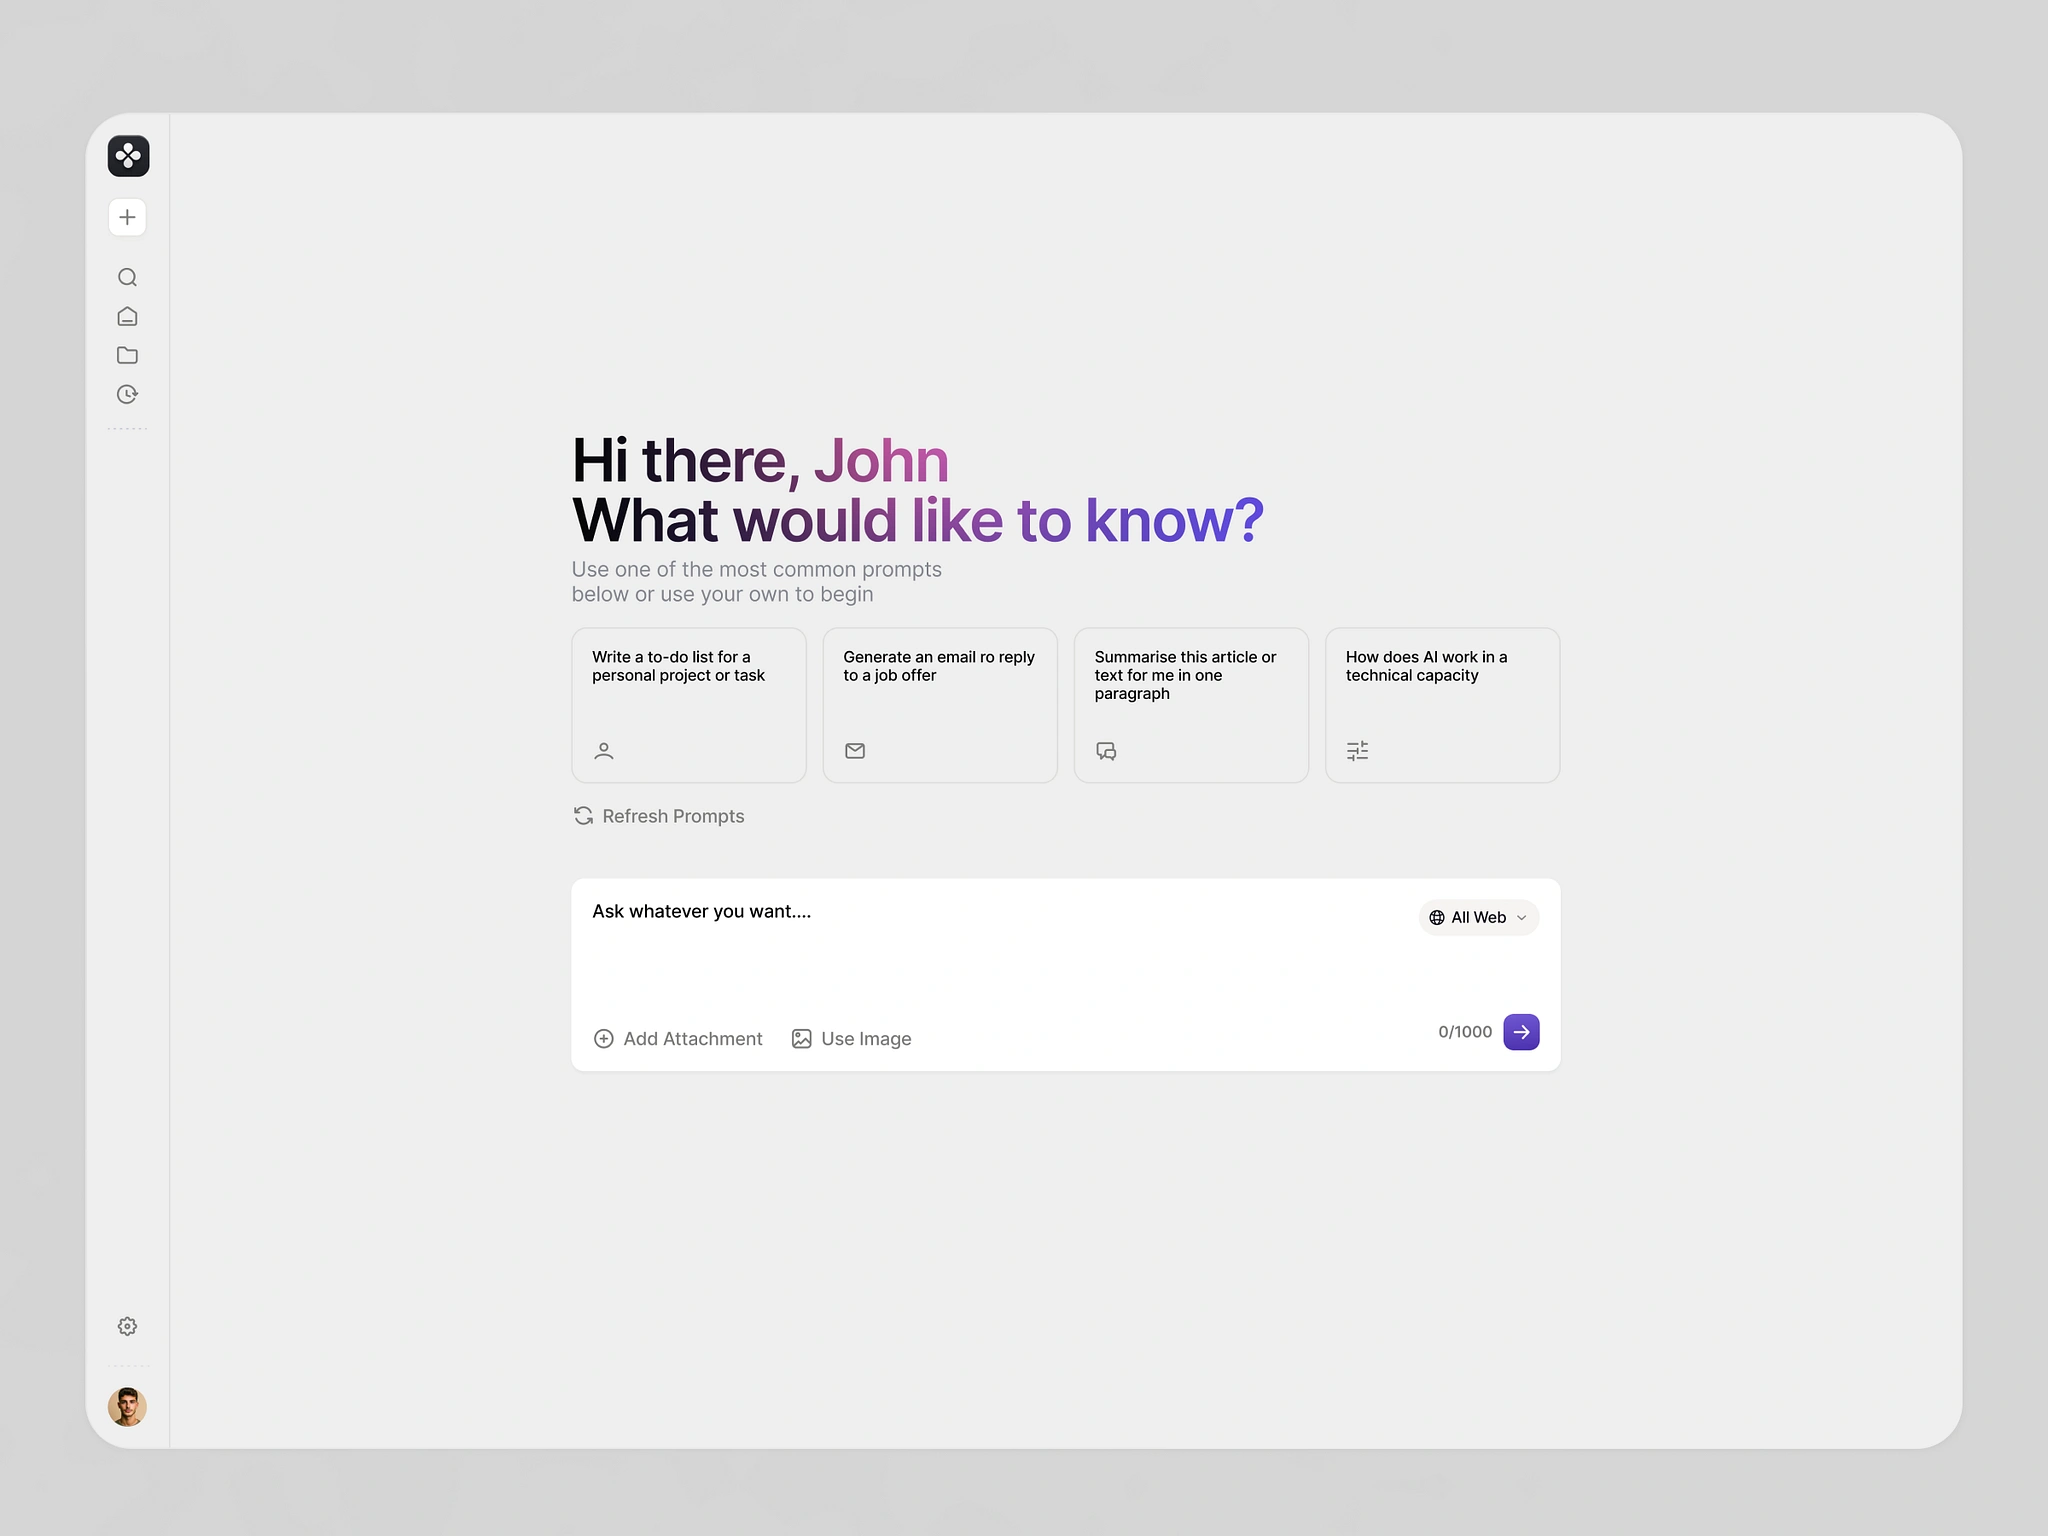 Hi there, John
What would like to know?
Use one of the most common prompts
below or use your own to begin
Write a to-do list for a
personal project or task
Generate an email ro reply
to a job offer
Summarise this article or
text for me in one
paragraph
How does AI work in a
technical capacity
Refresh Prompts
Ask whatever you want....
All Web
Add Attachment
Use Image
0/1000